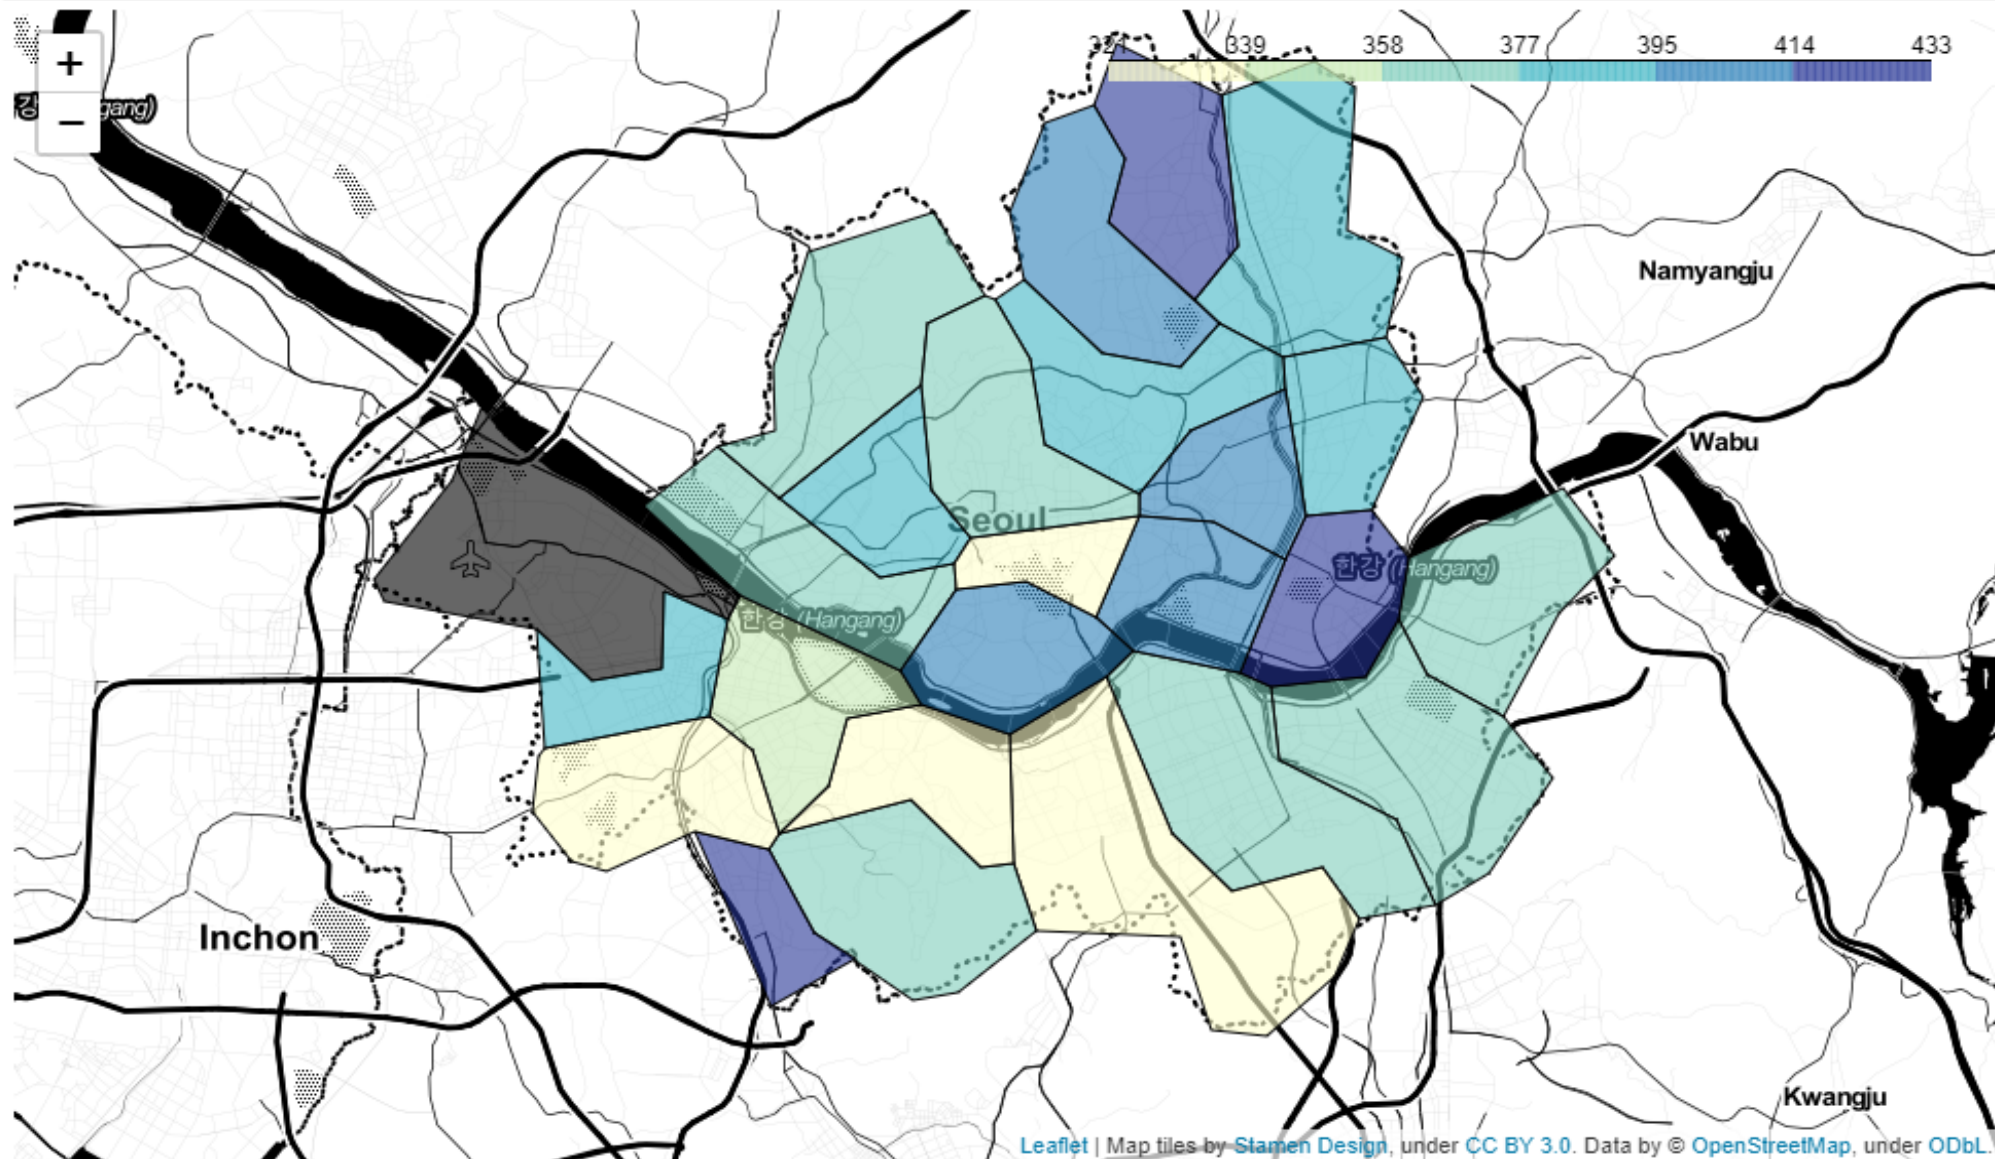 +
−
339
358
377
395
414
433
gang)
Namyangju
Wabu
Seoul
한강 (Hangang)
한강 (Hangang)
Inchon
Kwangju
Leaflet | Map tiles by Stamen Design, under CC BY 3.0. Data by © OpenStreetMap, under ODbL.